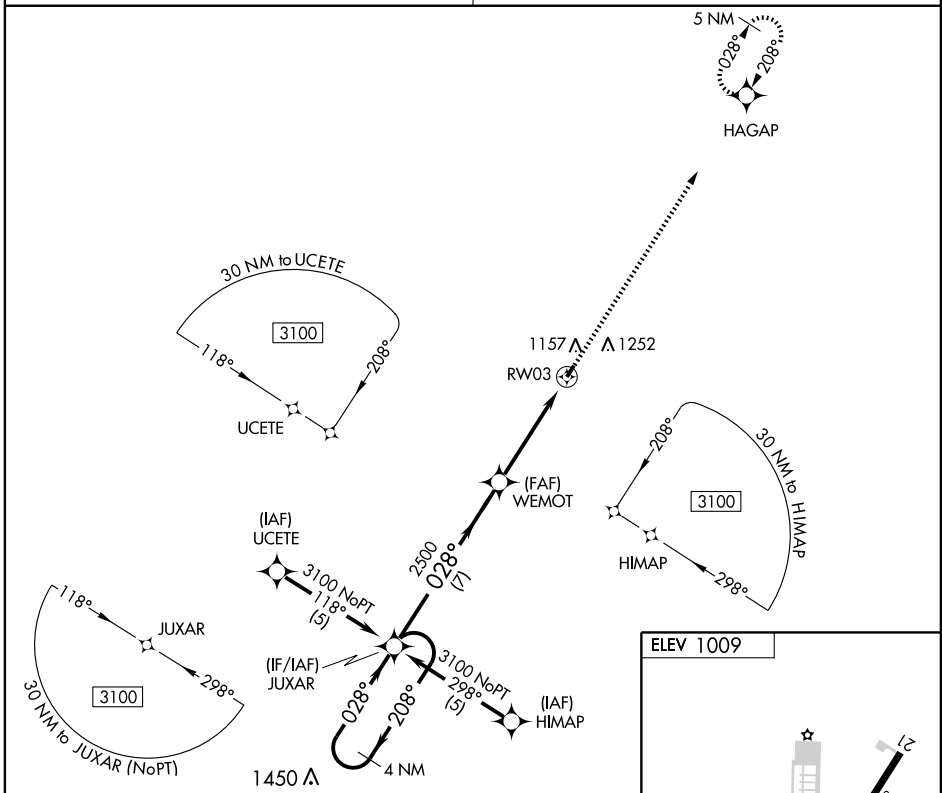 5 NM
028°
208°
HAGAP
30 NM to UCETE
3100
118°
208°
UCETE
1157
1252
RW03
208°
30 NM to HIMAP
3100
HIMAP
298°
(FAF)
WEMOT
(IAF)
UCETE
2500
028°
(7)
3100 NoPT
118°
(5)
118°
JUXAR
3100
298°
30 NM to JUXAR (NoPT)
(IF/IAF)
JUXAR
3100 NoPT
298°
(5)
(IAF)
HIMAP
028°
208°
4 NM
1450
ELEV 1009
21